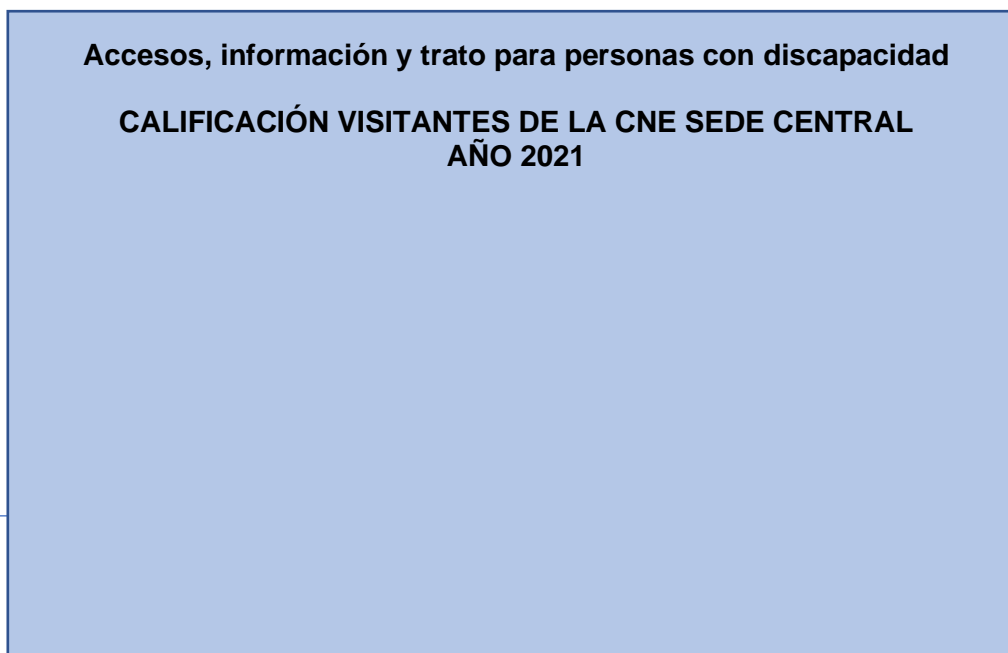 Accesos, información y trato para personas con discapacidad
CALIFICACIÓN VISITANTES DE LA CNE SEDE CENTRAL
AÑO 2021